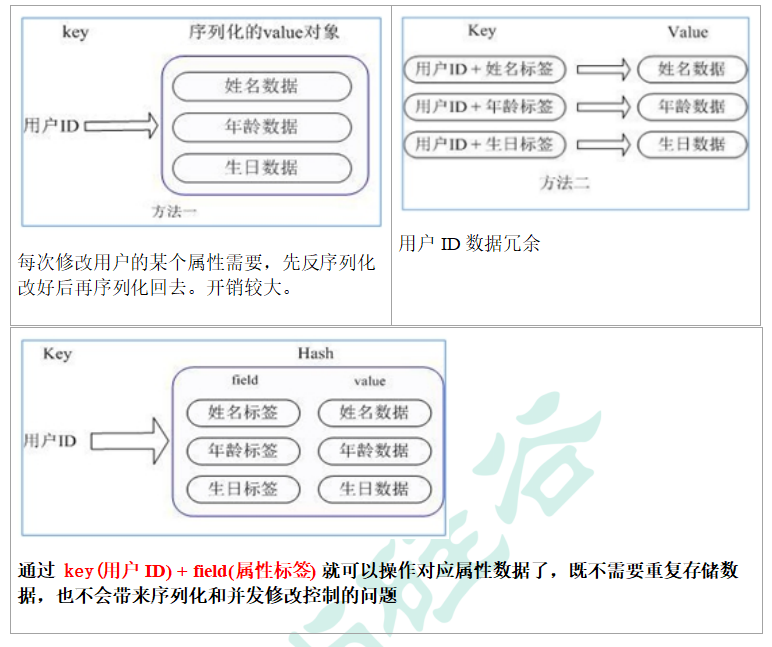 key 序列化的value对象
姓名数据
用户ID
年龄数据
生日数据
方法一
每次修改用户的某个属性需要，先反序列化
改好后再序列化回去。开销较大。
Key Value
用户ID + 姓名标签 姓名数据
用户ID + 年龄标签 年龄数据
用户ID + 生日标签 生日数据
方法二
用户 ID 数据冗余
Key Hash
field value
姓名标签 姓名数据
用户ID
年龄标签 年龄数据
生日标签 生日数据
通过 key(用户 ID) + field(属性标签) 就可以操作对应属性数据了，既不需要重复存储数
据，也不会带来序列化和并发修改控制的问题
硅谷